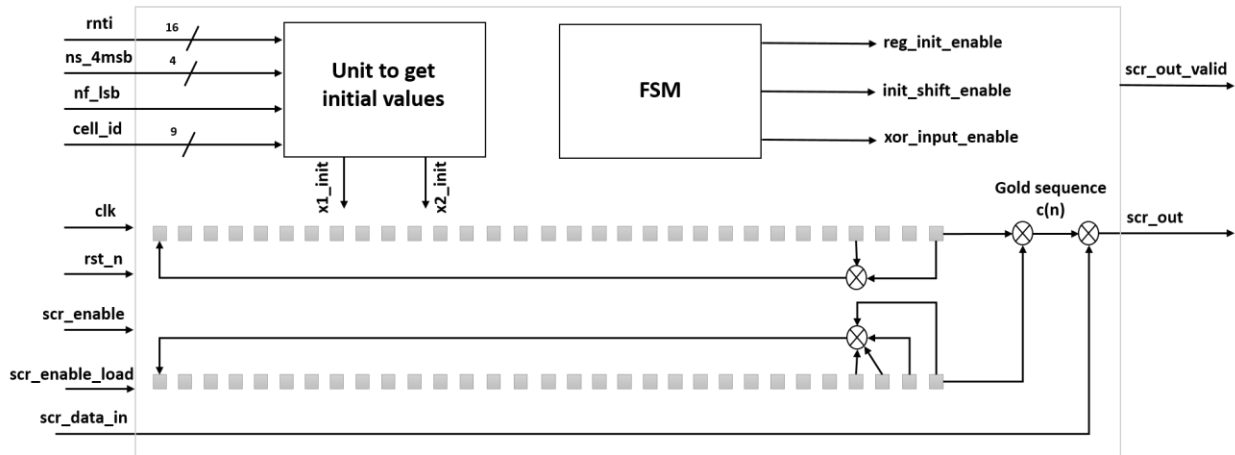 rnti
16
ns_4msb
4
nf_lsb
cell_id
9
Unit to get
initial values
FSM
reg_init_enable
init_shift_enable
xor_input_enable
scr_out_valid
x1_init
x2_init
clk
Gold sequence
c(n)
scr_out
rst_n
scr_enable
scr_enable_load
scr_data_in